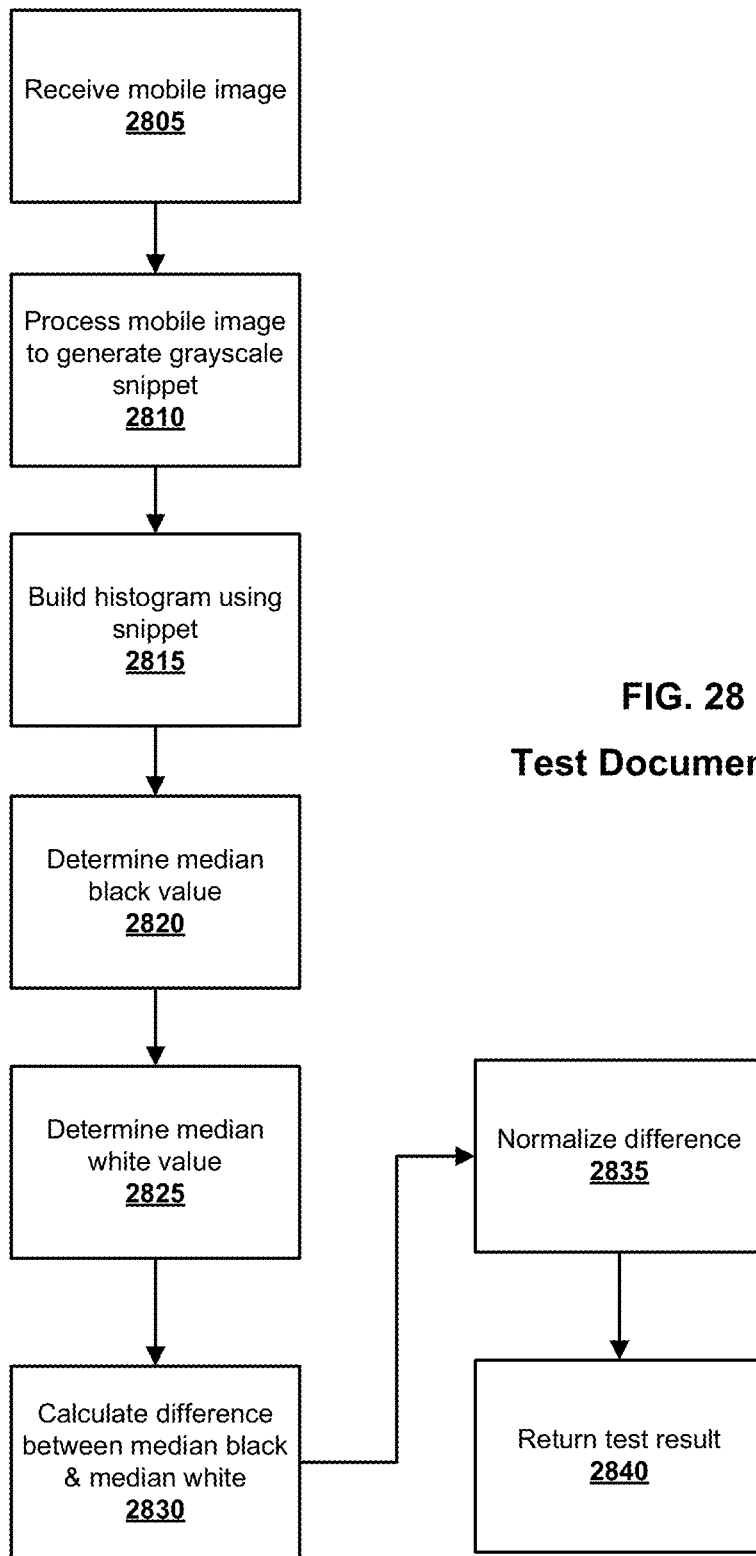 Receive mobile image
2805
Process mobile image
to generate grayscale
snippet
2810
Build histogram using
snippet
2815
FIG. 28
Test
Determine median
black value
2820
Determine median
white value
2825
Calculate difference
between median black
& median white
2830
Normalize difference
2835
Return test result
2840